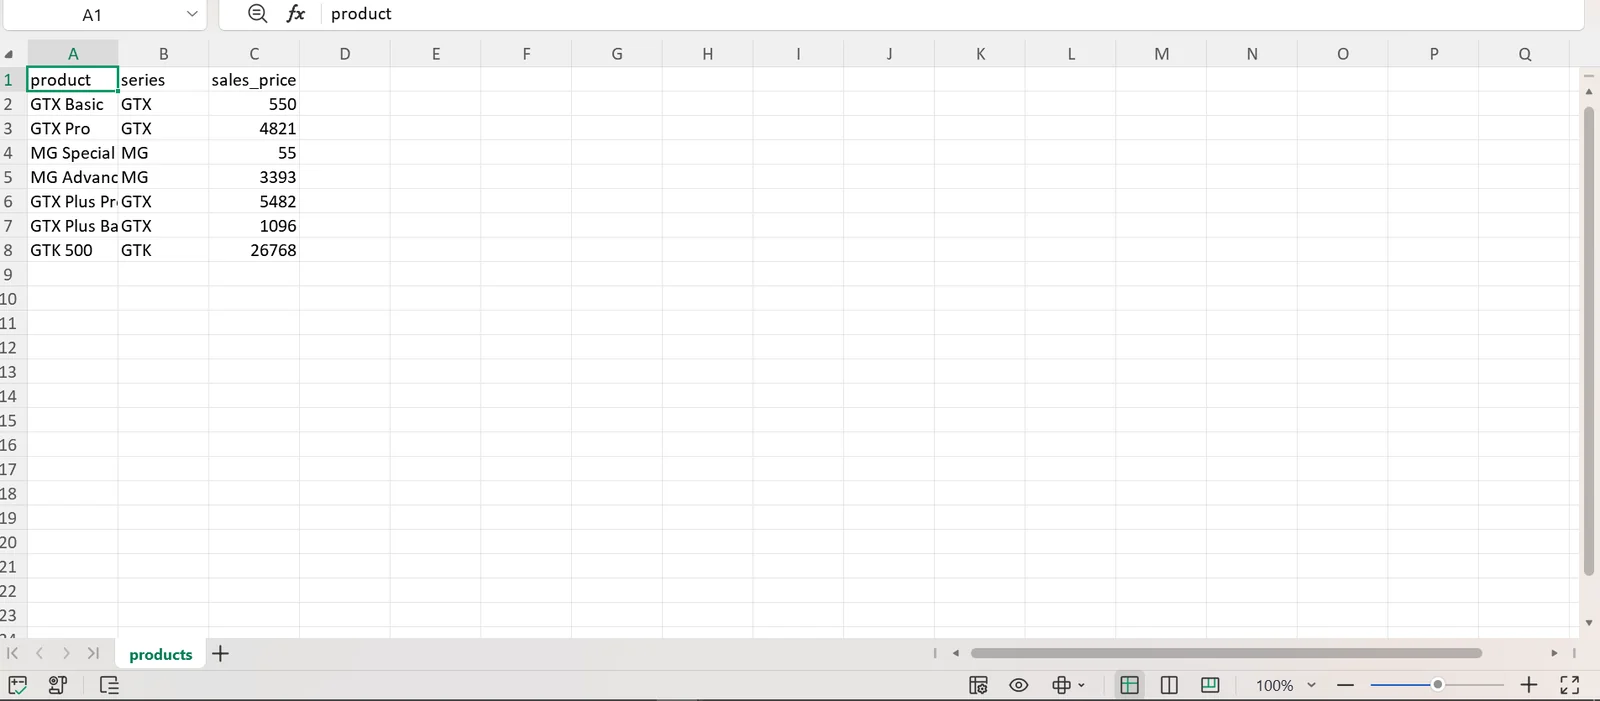 A1 fx product
A B C D E F G H I J K L M N O P Q
1 product series sales_price
2 GTX Basic GTX 550
3 GTX Pro GTX 4821
4 MG Special MG 55
5 MG Advanc MG 3393
6 GTX Plus Pr GTX 5482
7 GTX Plus Ba GTX 1096
8 GTK 500 GTK 26768
9
10
11
12
13
14
15
16
17
18
19
20
21
22
23
products
100%